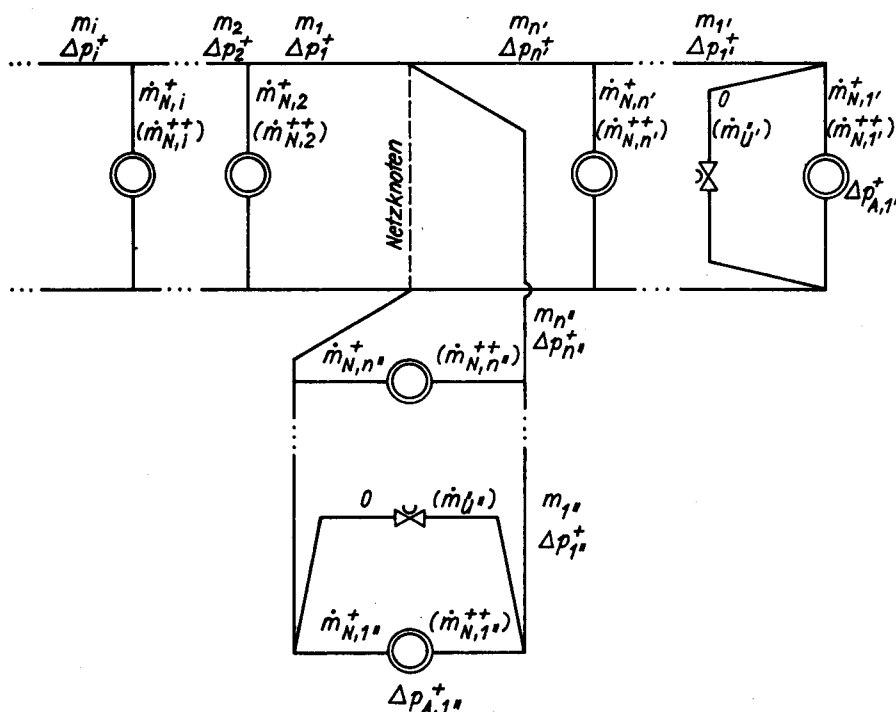 m_i m_2 m_1 m_n' m_1'
Δp_i^+ Δp_2^+ Δp_1^+ Δp_n'^+ Δp_1'^+
ṁ_N,i^+ ṁ_N,2^+ ṁ_N,n'^+ 0 ṁ_N,1'^+
(ṁ_N,i^++) (ṁ_N,2^++) (ṁ_N,n'^++) (ṁ_Ü') (ṁ_N,1'^++)
Netzknoten
Δp_A,1'^+
m_n"
Δp_n"^+
ṁ_N,n"^+ (ṁ_N,n"^++)
0 (ṁ_Ü") m_1"
Δp_1"^+
ṁ_N,1"^+ (ṁ_N,1"^++)
Δp_A,1"^+